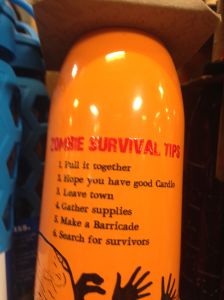 ZOMBIE SURVIVAL TIPS
1. Pull it together
2. Hope you have good Cardio
3. Leave town
4. Gather supplies
5. Make a Barricade
6. Search for survivors